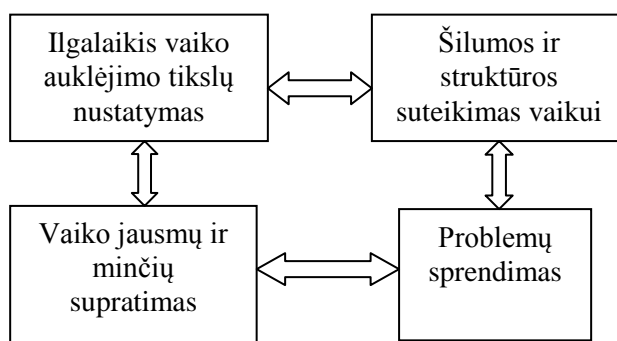 Ilgalaikis vaiko
auklėjimo tikslų
nustatymas
Šilumos ir
struktūros
suteikimas vaikui
Vaiko jausmų ir
minčių
supratimas
Problemų
sprendimas